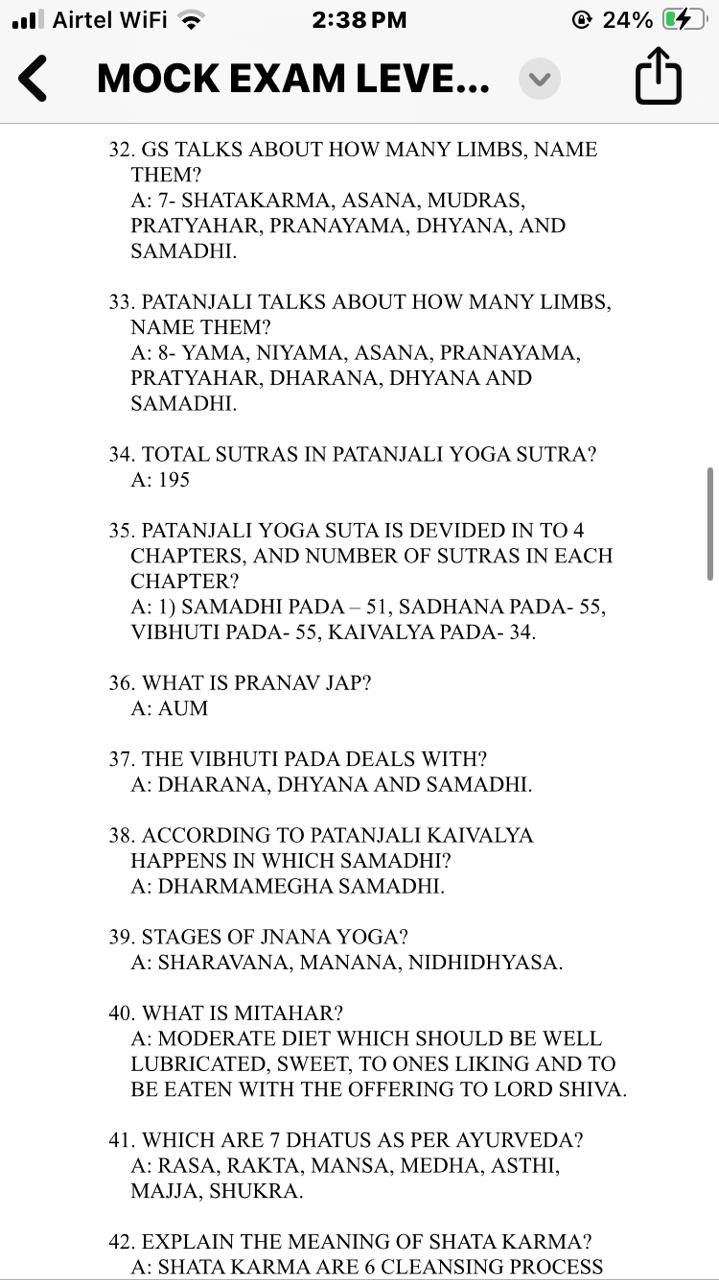 Airtel WiFi 2:38 PM 24%
MOCK EXAM LEVE...
32. GS TALKS ABOUT HOW MANY LIMBS, NAME
THEM?
A: 7- SHATAKARMA, ASANA, MUDRAS,
PRATYAHAR, PRANAYAMA, DHYANA, AND
SAMADHI.
33. PATANJALI TALKS ABOUT HOW MANY LIMBS,
NAME THEM?
A: 8- YAMA, NIYAMA, ASANA, PRANAYAMA,
PRATYAHAR, DHARANA, DHYANA AND
SAMADHI.
34. TOTAL SUTRAS IN PATANJALI YOGA SUTRA?
A: 195
35. PATANJALI YOGA SUTA IS DEVIDED IN TO 4
CHAPTERS, AND NUMBER OF SUTRAS IN EACH
CHAPTER?
A: 1) SAMADHI PADA – 51, SADHANA PADA- 55,
VIBHUTI PADA- 55, KAIVALYA PADA- 34.
36. WHAT IS PRANAV JAP?
A: AUM
37. THE VIBHUTI PADA DEALS WITH?
A: DHARANA, DHYANA AND SAMADHI.
38. ACCORDING TO PATANJALI KAIVALYA
HAPPENS IN WHICH SAMADHI?
A: DHARMAMEGHA SAMADHI.
39. STAGES OF JNANA YOGA?
A: SHARAVANA, MANANA, NIDHIDHYASA.
40. WHAT IS MITAHAR?
A: MODERATE DIET WHICH SHOULD BE WELL
LUBRICATED, SWEET, TO ONES LIKING AND TO
BE EATEN WITH THE OFFERING TO LORD SHIVA.
41. WHICH ARE 7 DHATUS AS PER AYURVEDA?
A: RASA, RAKTA, MANSA, MEDHA, ASTHI,
MAJJA, SHUKRA.
42. EXPLAIN THE MEANING OF SHATA KARMA?
A: SHATA KARMA ARE 6 CLEANSING PROCESS